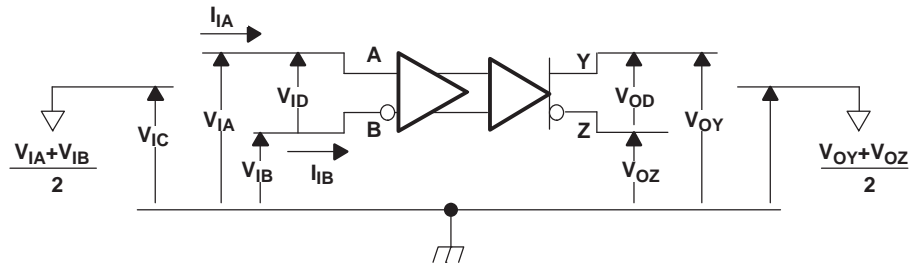 I_IA
A
Y
V_ID
V_OD
V_IA
V_OY
V_IC
B
Z
V_IA+V_IB
2
V_IB
I_IB
V_OZ
V_OY+V_OZ
2